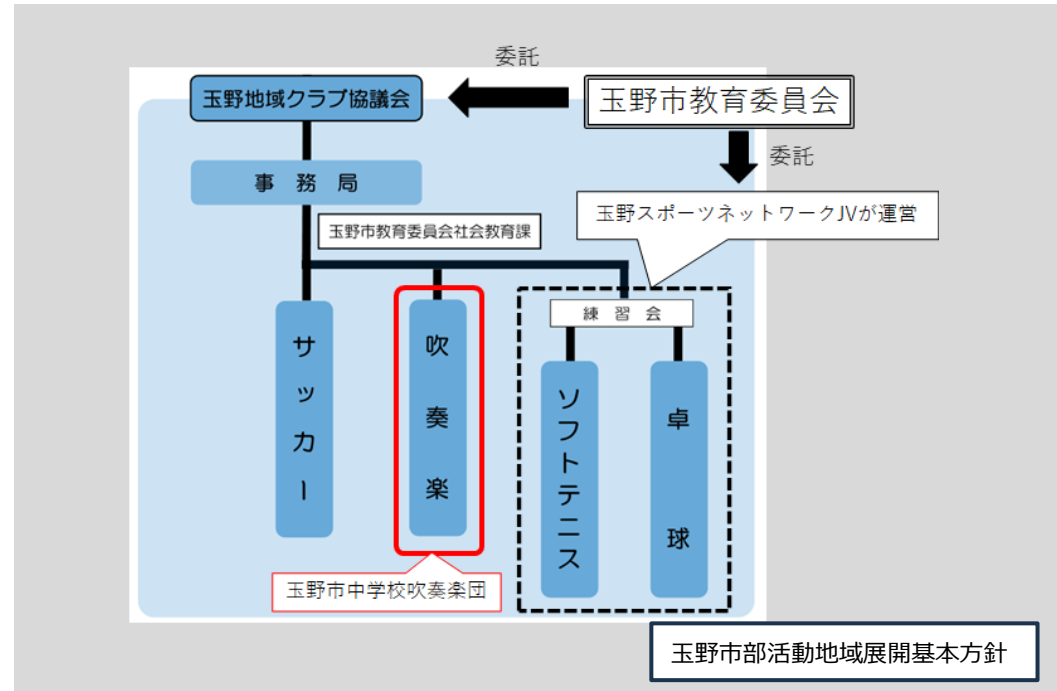 委託
玉野地域クラブ協議会
玉野市教育委員会
委託
事務局
玉野スポーツネットワークJVが運営
玉野市教育委員会社会教育課
練習会
サッカー
吹奏楽
ソフトテニス
卓球
玉野市中学校吹奏楽団
玉野市部活動地域展開基本方針